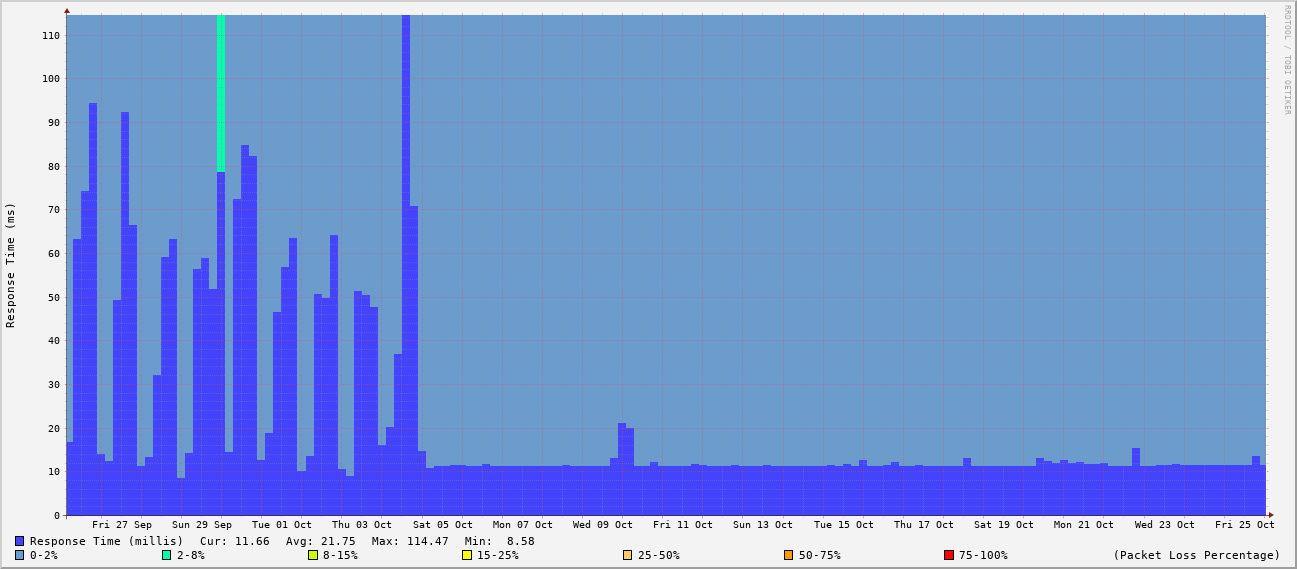 RRDTOOL / TOBI OETIKER
Response Time (ms)
110
100
90
80
70
60
50
40
30
20
10
0
Fri 27 Sep Sun 29 Sep Tue 01 Oct Thu 03 Oct Sat 05 Oct Mon 07 Oct Wed 09 Oct Fri 11 Oct Sun 13 Oct Tue 15 Oct Thu 17 Oct Sat 19 Oct Mon 21 Oct Wed 23 Oct Fri 25 Oct
Response Time (millis) Cur: 11.66 Avg: 21.75 Max: 114.47 Min: 8.58
0-2% 2-8% 8-15% 15-25% 25-50% 50-75% 75-100% (Packet Loss Percentage)